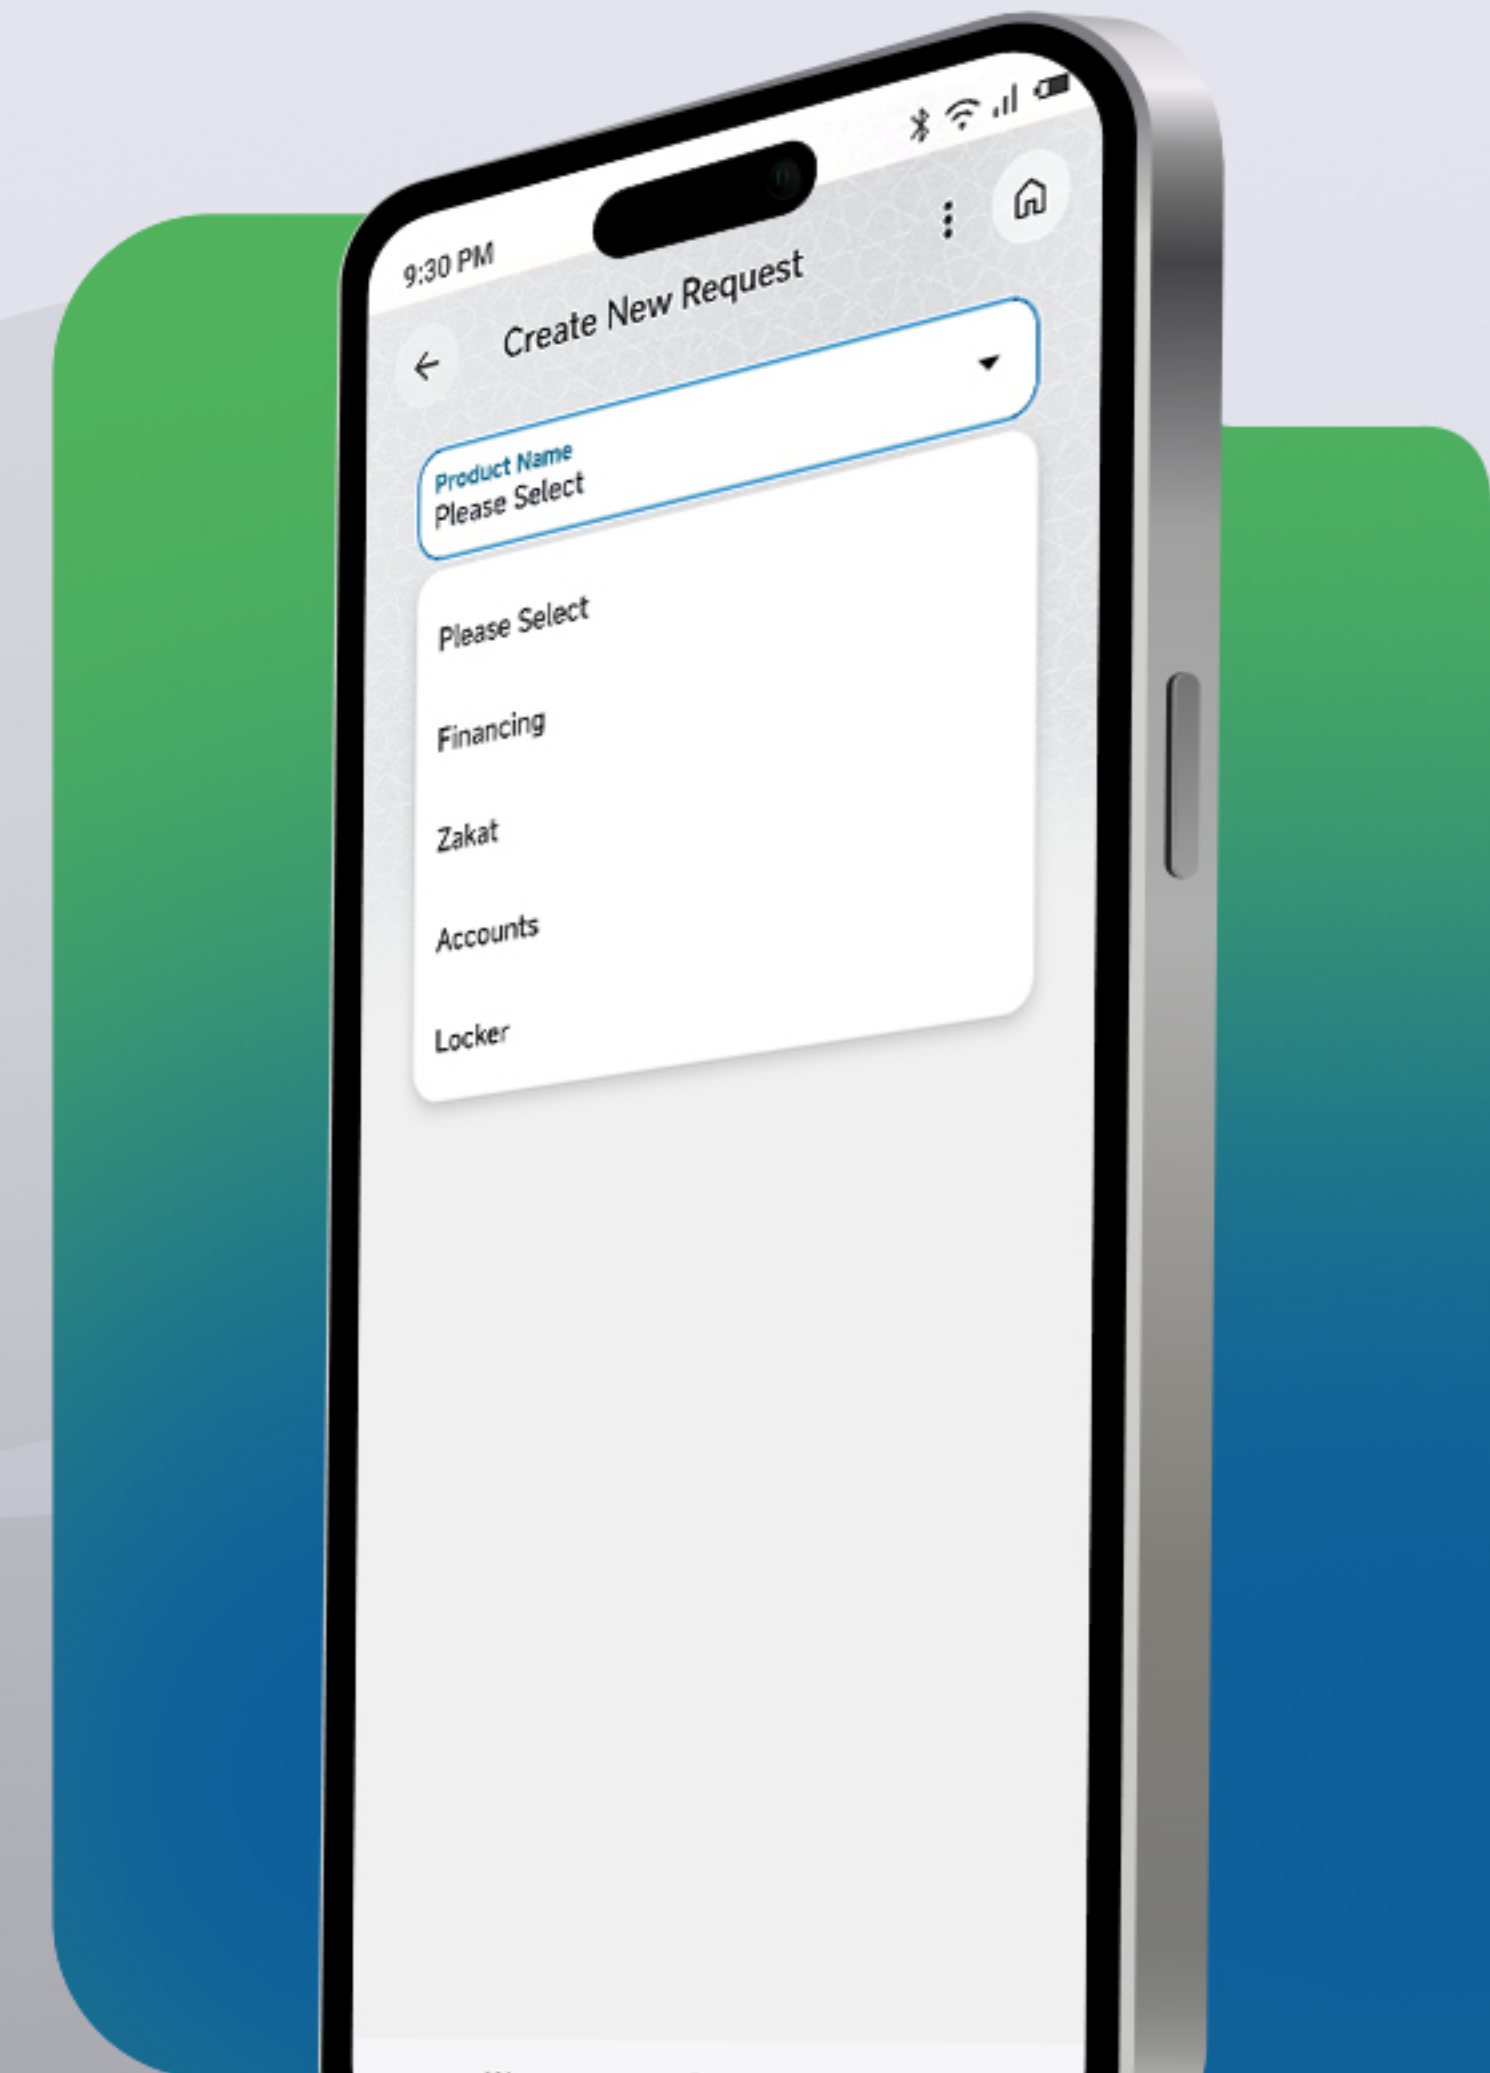 9:30 PM
Create New Request
Product Name
Please Select
Please Select
Financing
Zakat
Accounts
Locker